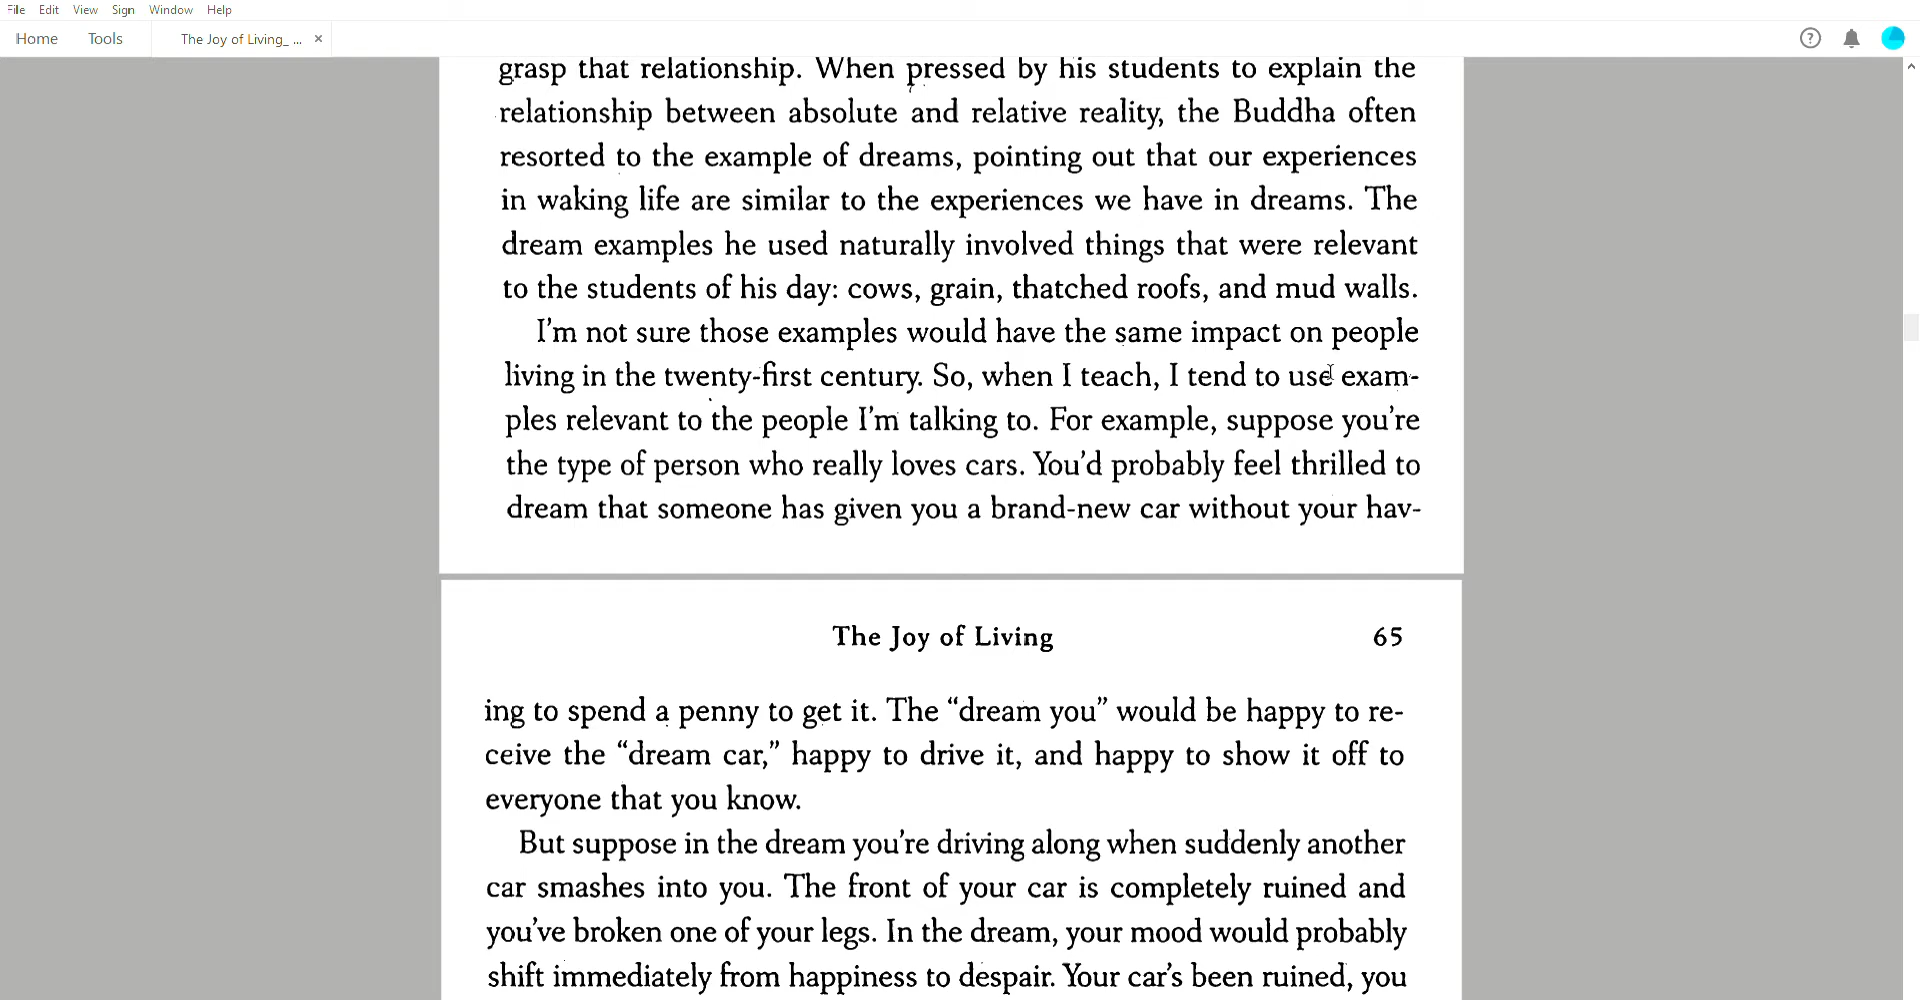 File Edit View Sign Window Help
Home Tools The Joy of Living_ ... ×
grasp that relationship. When pressed by his students to explain the
relationship between absolute and relative reality, the Buddha often
resorted to the example of dreams, pointing out that our experiences
in waking life are similar to the experiences we have in dreams. The
dream examples he used naturally involved things that were relevant
to the students of his day: cows, grain, thatched roofs, and mud walls.
I'm not sure those examples would have the same impact on people
living in the twenty-first century. So, when I teach, I tend to use exam-
ples relevant to the people I'm talking to. For example, suppose you're
the type of person who really loves cars. You'd probably feel thrilled to
dream that someone has given you a brand-new car without your hav-
The Joy of Living 65
ing to spend a penny to get it. The “dream you” would be happy to re-
ceive the “dream car,” happy to drive it, and happy to show it off to
everyone that you know.
But suppose in the dream you're driving along when suddenly another
car smashes into you. The front of your car is completely ruined and
you've broken one of your legs. In the dream, your mood would probably
shift immediately from happiness to despair. Your car's been ruined, you